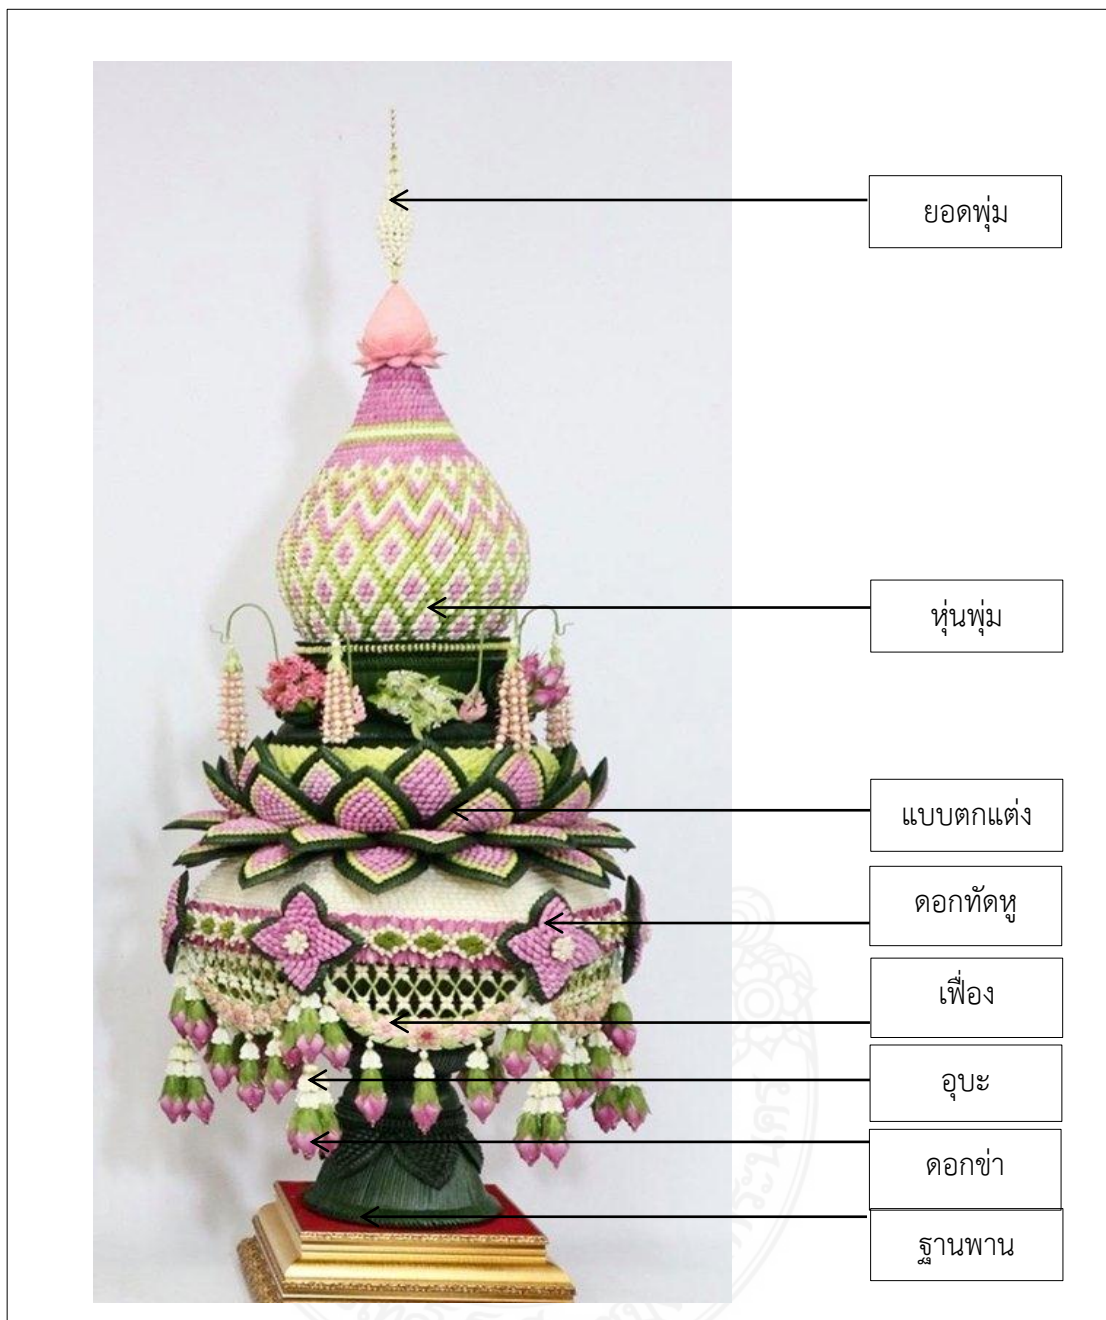 ยอดพุ่ม
หุ่นพุ่ม
แบบตกแต่ง
ดอกทัดหู
เฟื่อง
อุบะ
ดอกข่า
ฐานพาน